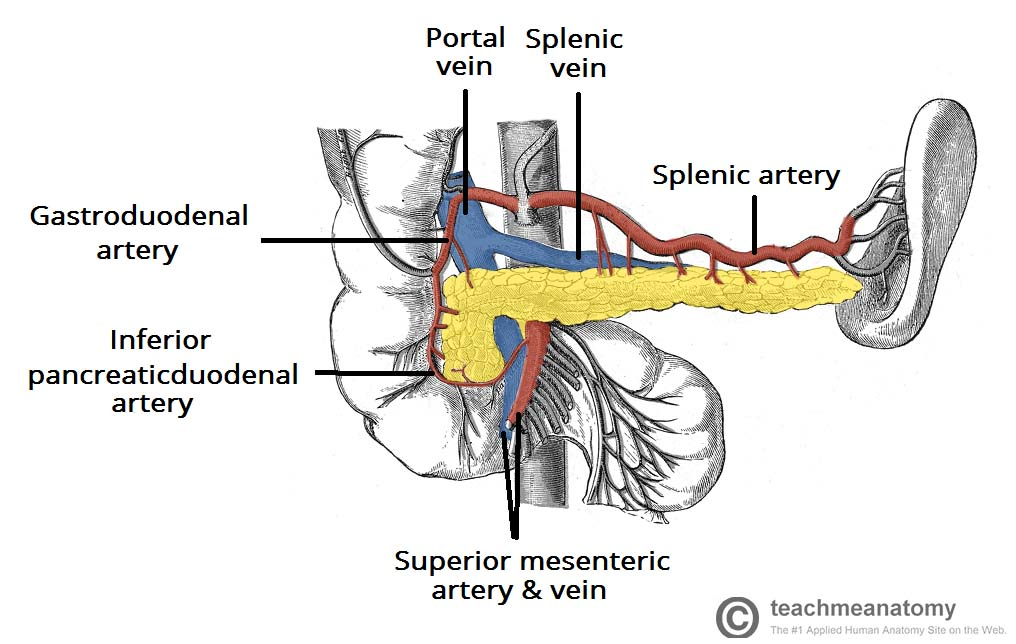 Portal
vein
Splenic
vein
Splenic artery
Gastroduodenal
artery
Inferior
pancreaticduodenal
artery
Superior mesenteric
artery & vein
© teachmeanatomy
The #1 Applied Human Anatomy Site on the Web.